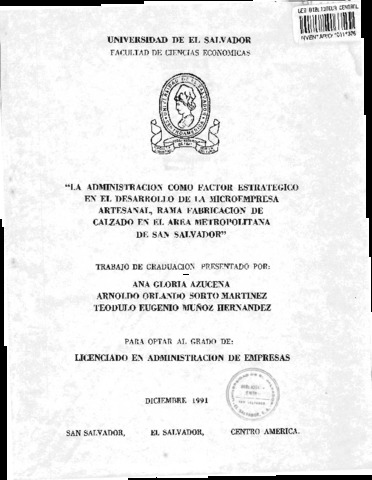 UES BIBLIOTECA CENTRAL
UNIVERSIDAD DE EL SALVADOR
FACULTAD DE CIENCIAS ECONOMICAS
"LA ADMINISTRACION COMO FACTOR ESTRATEGICO
EN EL DESARROLLO DE LA MICROEMPRESA
ARTESANAL, RAMA FABRICACION DE
CALZADO EN EL AREA METROPOLITANA
DE SAN SALVADOR"
TRABAJO DE GRADUACION PRESENTADO POR:
ANA GLORIA AZUCENA
ARNOLDO ORLANDO SORTO MARTINEZ
TEODULO EUGENIO MUÑOZ HERNANDEZ
PARA OPTAR AL GRADO DE:
LICENCIADO EN ADMINISTRACION DE EMPRESAS
DICIEMBRE 1991
SAN SALVADOR, EL SALVADOR, CENTRO AMERICA.